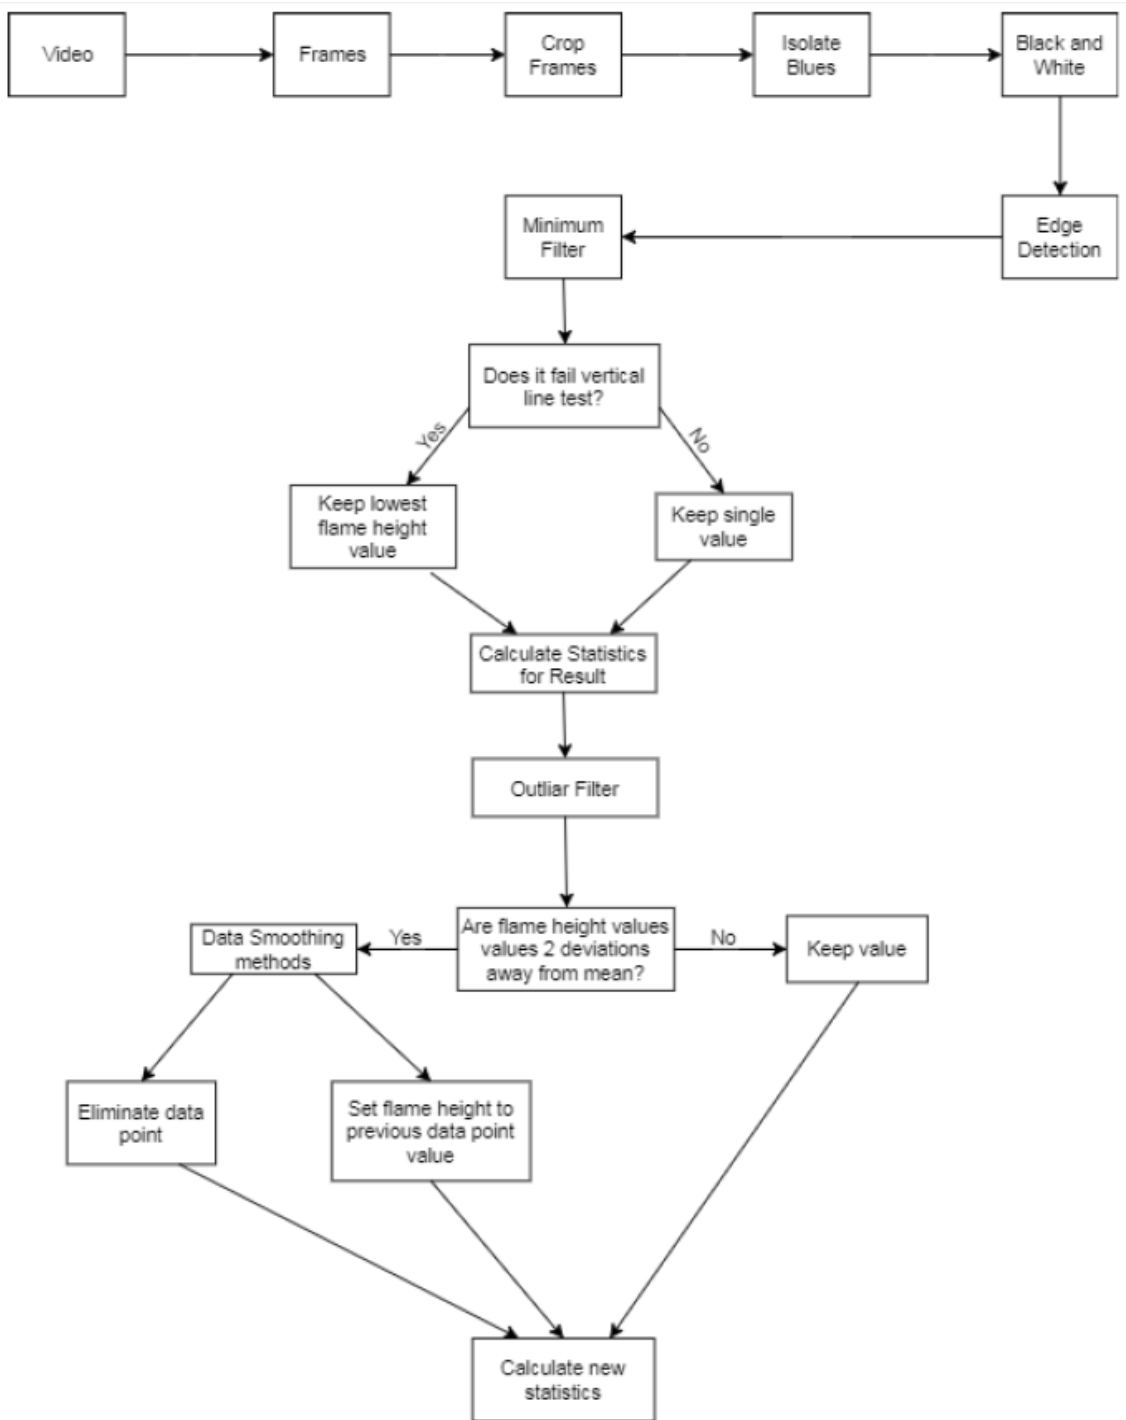 Video
Frames
Crop
Frames
Isolate
Blues
Black and
White
Minimum
Filter
Edge
Detection
Does it fail vertical
line test?
Yes
No
Keep lowest
flame height
value
Keep single
value
Calculate Statistics
for Result
Outliar Filter
Data Smoothing
methods
Yes
Are flame height values
values 2 deviations
away from mean?
No
Keep value
Eliminate data
point
Set flame height to
previous data point
value
Calculate new
statistics